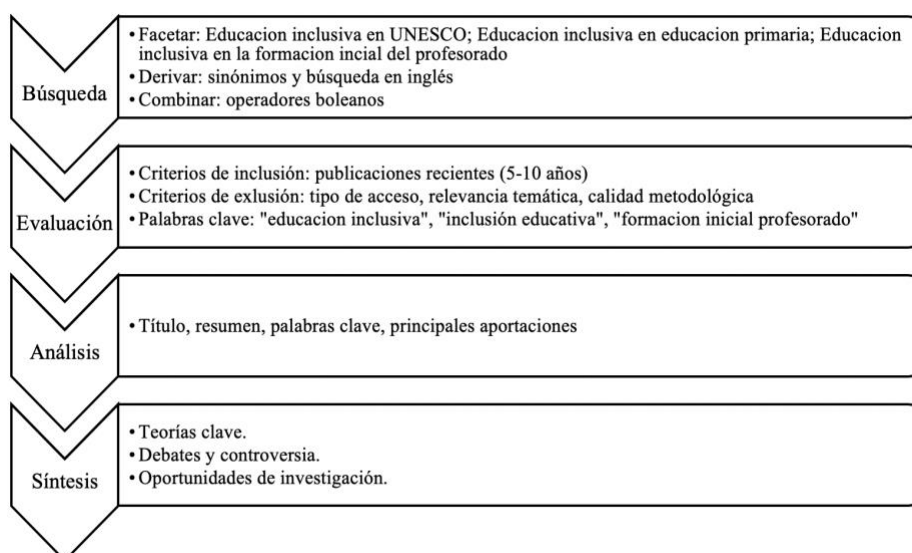 Búsqueda
• Facetar: Educacion inclusiva en UNESCO; Educacion inclusiva en educacion primaria; Educacion
inclusiva en la formacion incial del profesorado
• Derivar: sinónimos y búsqueda en inglés
• Combinar: operadores boleanos
Evaluación
• Criterios de inclusión: publicaciones recientes (5-10 años)
• Criterios de exlusión: tipo de acceso, relevancia temática, calidad metodológica
• Palabras clave: "educacion inclusiva", "inclusión educativa", "formacion inicial profesorado"
Análisis
• Título, resumen, palabras clave, principales aportaciones
Síntesis
• Teorías clave.
• Debates y controversia.
• Oportunidades de investigación.